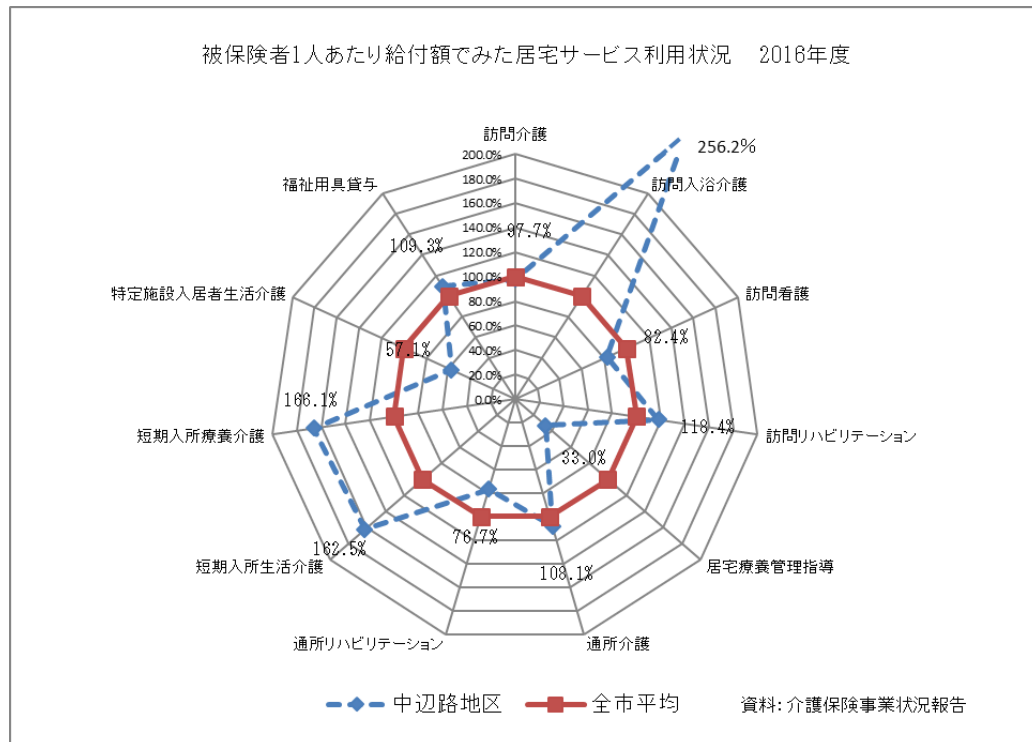 被保険者1人あたり給付額でみた居宅サービス利用状況　2016年度
訪問介護
200.0%
180.0%
160.0%
140.0%
120.0%
100.0%
80.0%
60.0%
40.0%
20.0%
0.0%
97.7%
256.2%
訪問入浴介護
訪問看護
82.4%
訪問リハビリテーション
118.4%
居宅療養管理指導
33.0%
通所介護
108.1%
通所リハビリテーション
76.7%
短期入所生活介護
162.5%
短期入所療養介護
166.1%
特定施設入居者生活介護
57.1%
福祉用具貸与
109.3%
中辺路地区
全市平均
資料:介護保険事業状況報告